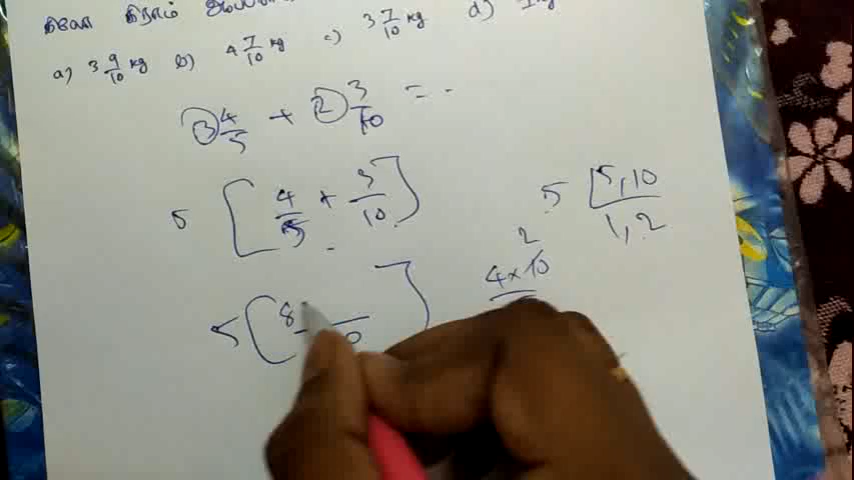 கிலோ கிராம்
a) 3 9/10 kg b) 4 7/10 kg c) 3 7/10 kg d)
3 4/5 + 2 3/10 =
5 [ 4/5 + 3/10 ] 5 | 5, 10
1, 2
2
5 [ 8 4 × 10